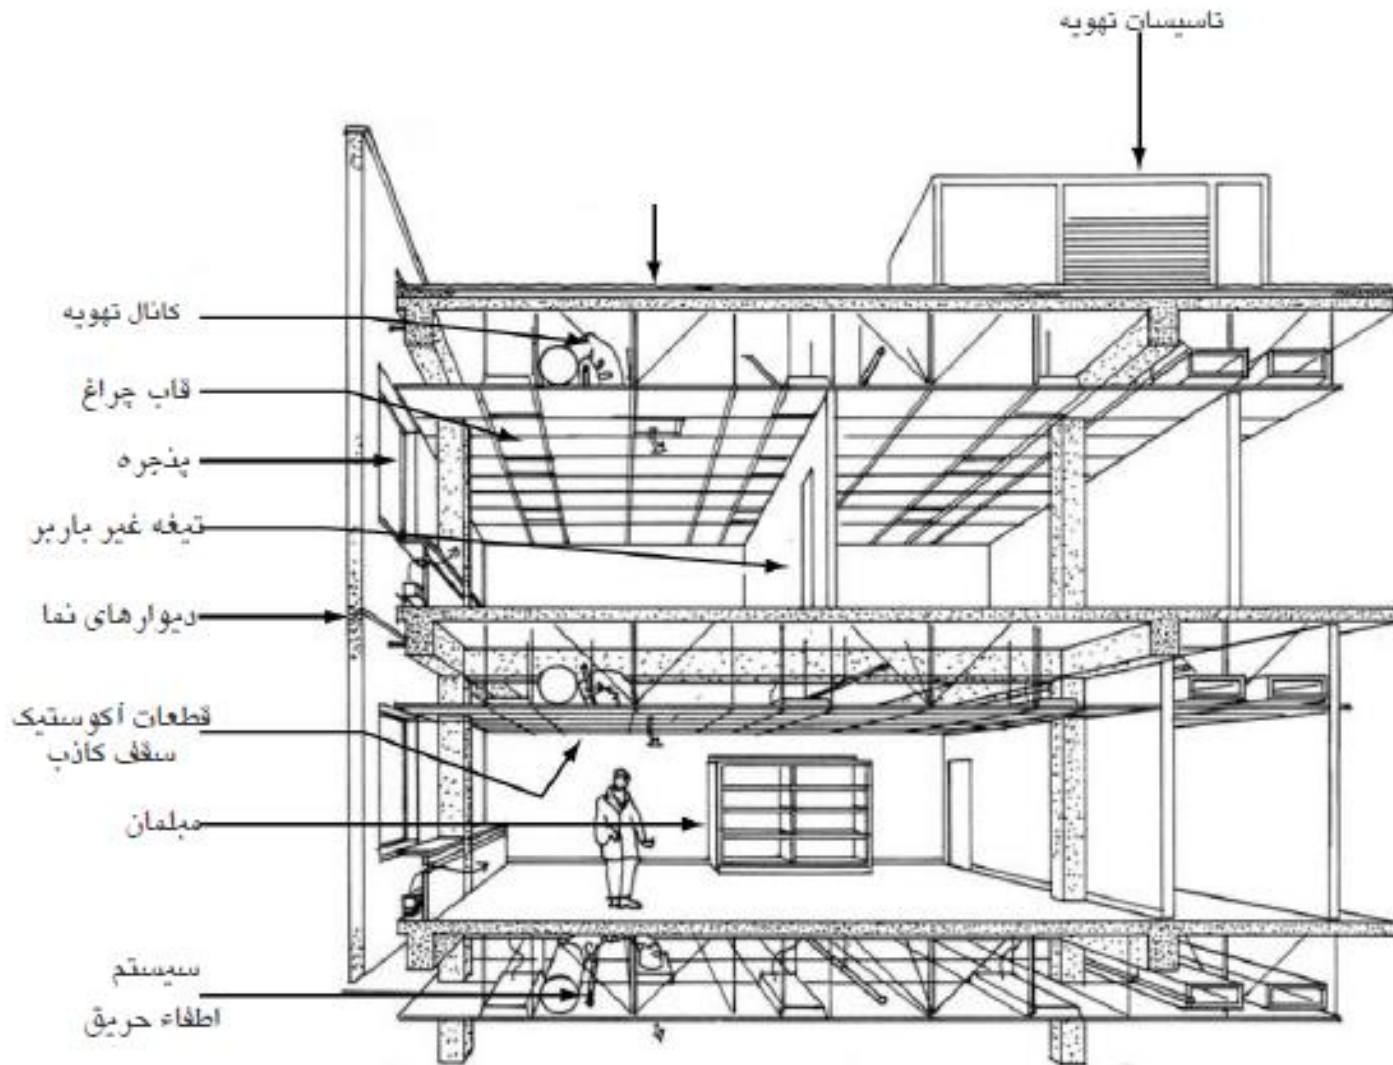 تاسیسات تهویه
کانال تهویه
قاب چراغ
پنجره
تیغه غیر باربر
دیوارهای نما
قطعات آکوستیک
سقف کاذب
مبلمان
سیستم
اطفاء حریق